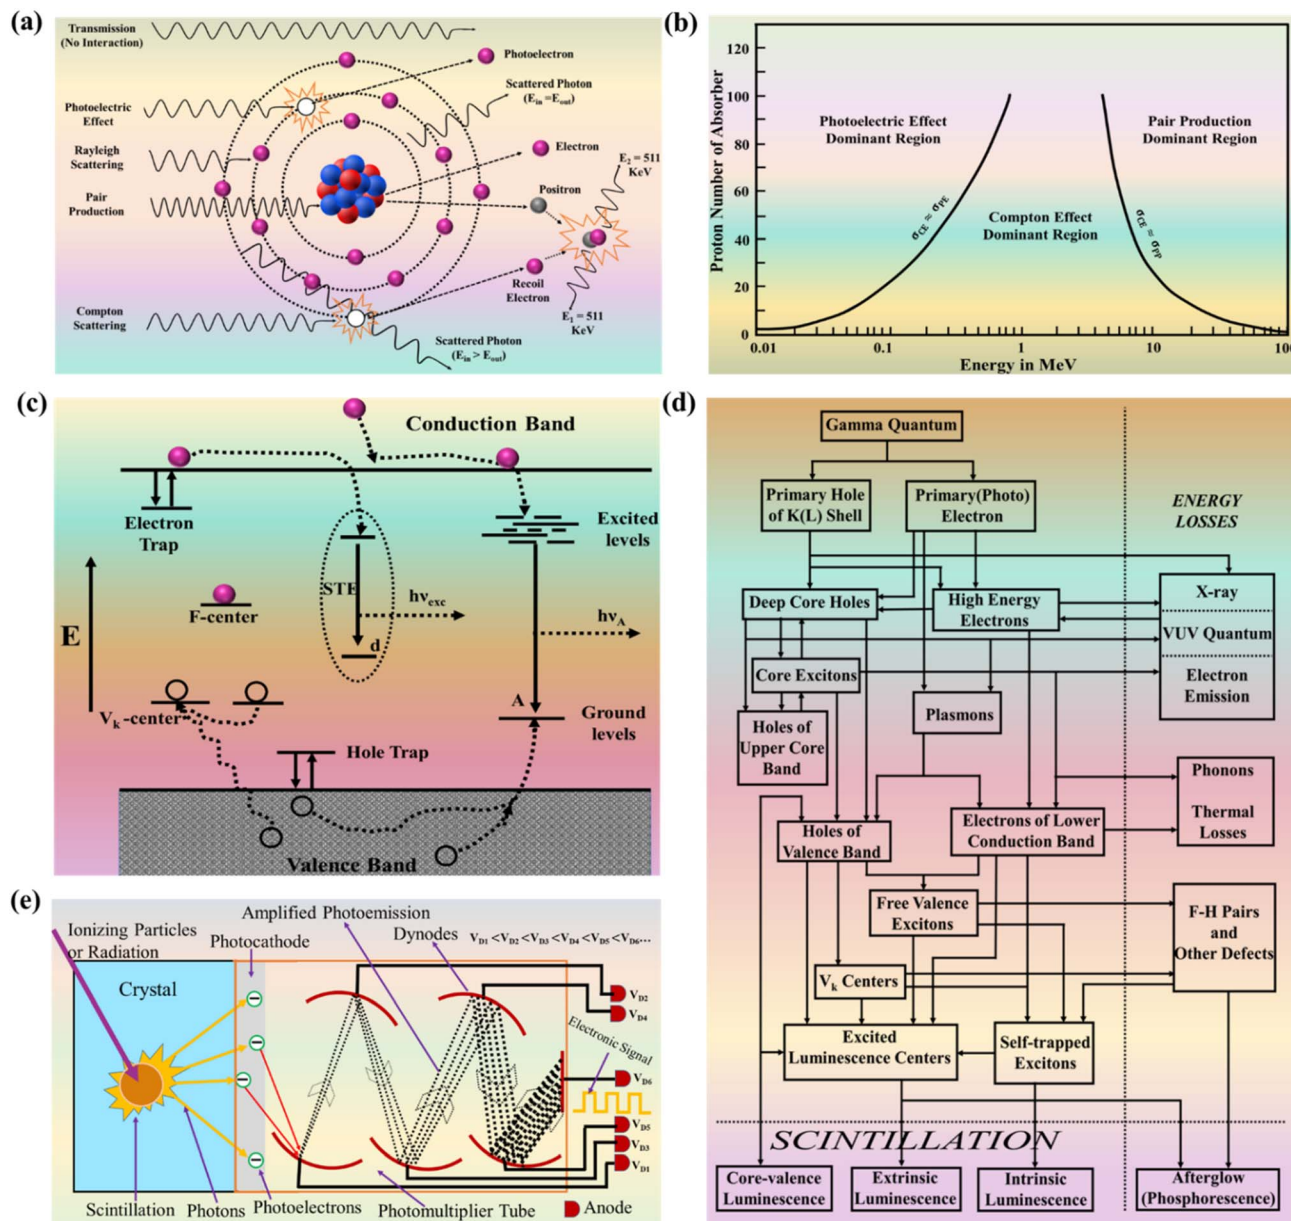 (a)
Transmission
(No Interaction)
Photoelectron
Scattered Photon
(E_in = E_out)
Photoelectric
Effect
Rayleigh
Scattering
Electron
E_2 = 511
KeV
Pair
Production
Positron
Recoil
Electron
E_1 = 511
KeV
Compton
Scattering
Scattered Photon
(E_in > E_out)
(b)
Proton Number of Absorber
120
100
80
60
40
20
0
Photoelectric Effect
Dominant Region
Pair Production
Dominant Region
Compton Effect
Dominant Region
σ_CE ≈ σ_PE
σ_CE ≈ σ_PP
0.01
0.1
1
10
100
Energy in MeV
(c)
Conduction Band
Electron
Trap
Excited
levels
STE
hν_exc
F-center
hν_A
E
d
V_k-center
A
Ground
levels
Hole Trap
Valence Band
(d)
Gamma Quantum
Primary Hole
of K(L) Shell
Primary(Photo)
Electron
ENERGY
LOSSES
Deep Core Holes
High Energy
Electrons
X-ray
VUV Quantum
Electron
Emission
Core Excitons
Holes of
Upper Core
Band
Plasmons
Phonons
Thermal
Losses
Holes of
Valence Band
Electrons of Lower
Conduction Band
Free Valence
Excitons
F-H Pairs
and
Other Defects
V_k Centers
Excited
Luminescence Centers
Self-trapped
Excitons
SCINTILLATION
Core-valence
Luminescence
Extrinsic
Luminescence
Intrinsic
Luminescence
Afterglow
(Phosphorescence)
(e)
Ionizing Particles
or Radiation
Photocathode
Amplified Photoemission
Dynodes
V_D1 <V_D2 <V_D3 <V_D4 <V_D5 <V_D6...
Crystal
V_D2
V_D4
Electronic Signal
V_D6
V_D5
V_D3
V_D1
Scintillation
Photons
Photoelectrons
Photomultiplier Tube
Anode